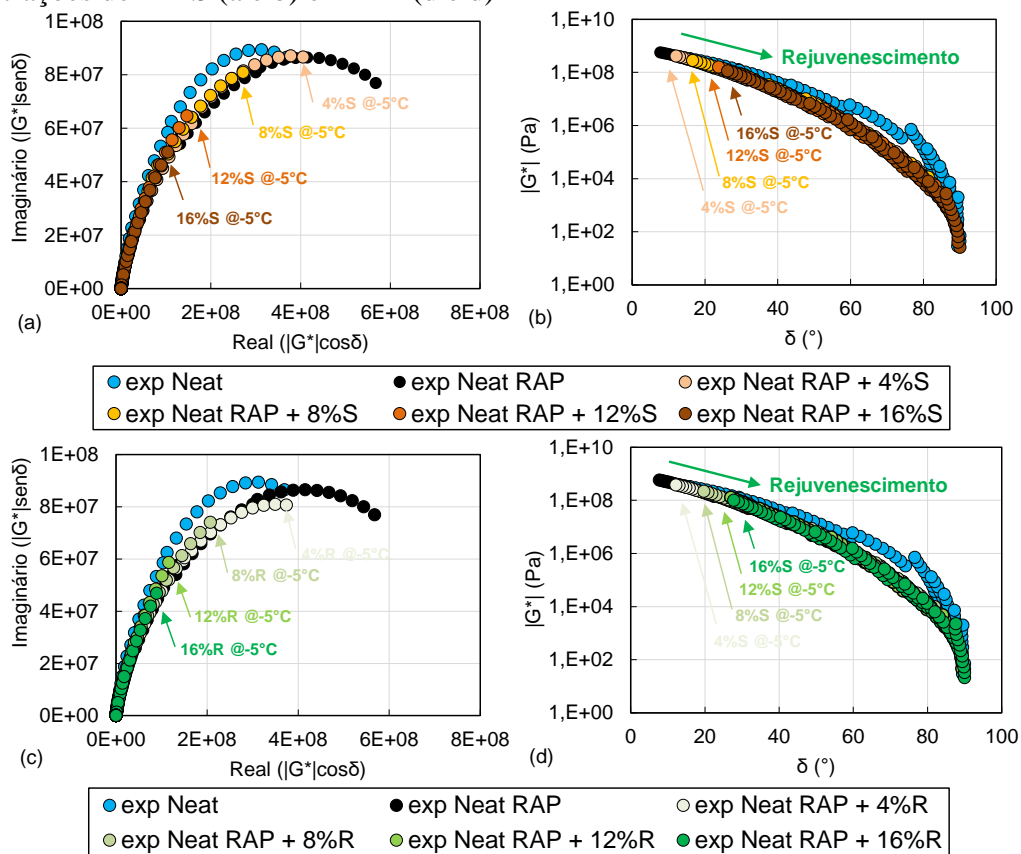 (a)
Imaginário (|G*|senδ)
1E+08
8E+07
6E+07
4E+07
2E+07
0E+00
0E+00 2E+08 4E+08 6E+08 8E+08
Real (|G*|cosδ)
4%S @-5°C
8%S @-5°C
12%S @-5°C
16%S @-5°C
(b)
|G*| (Pa)
1,E+10
1,E+08
1,E+06
1,E+04
1,E+02
1,E+00
0 20 40 60 80 100
δ (°)
Rejuvenescimento
16%S @-5°C
12%S @-5°C
8%S @-5°C
4%S @-5°C
exp Neat exp Neat RAP exp Neat RAP + 4%S
exp Neat RAP + 8%S exp Neat RAP + 12%S exp Neat RAP + 16%S
(c)
Imaginário (|G*|senδ)
1E+08
8E+07
6E+07
4E+07
2E+07
0E+00
0E+00 2E+08 4E+08 6E+08 8E+08
Real (|G*|cosδ)
4%R @-5°C
8%R @-5°C
12%R @-5°C
16%R @-5°C
(d)
|G*| (Pa)
1,E+10
1,E+08
1,E+06
1,E+04
1,E+02
1,E+00
0 20 40 60 80 100
δ (°)
Rejuvenescimento
16%S @-5°C
12%S @-5°C
8%S @-5°C
4%S @-5°C
exp Neat exp Neat RAP exp Neat RAP + 4%R
exp Neat RAP + 8%R exp Neat RAP + 12%R exp Neat RAP + 16%R